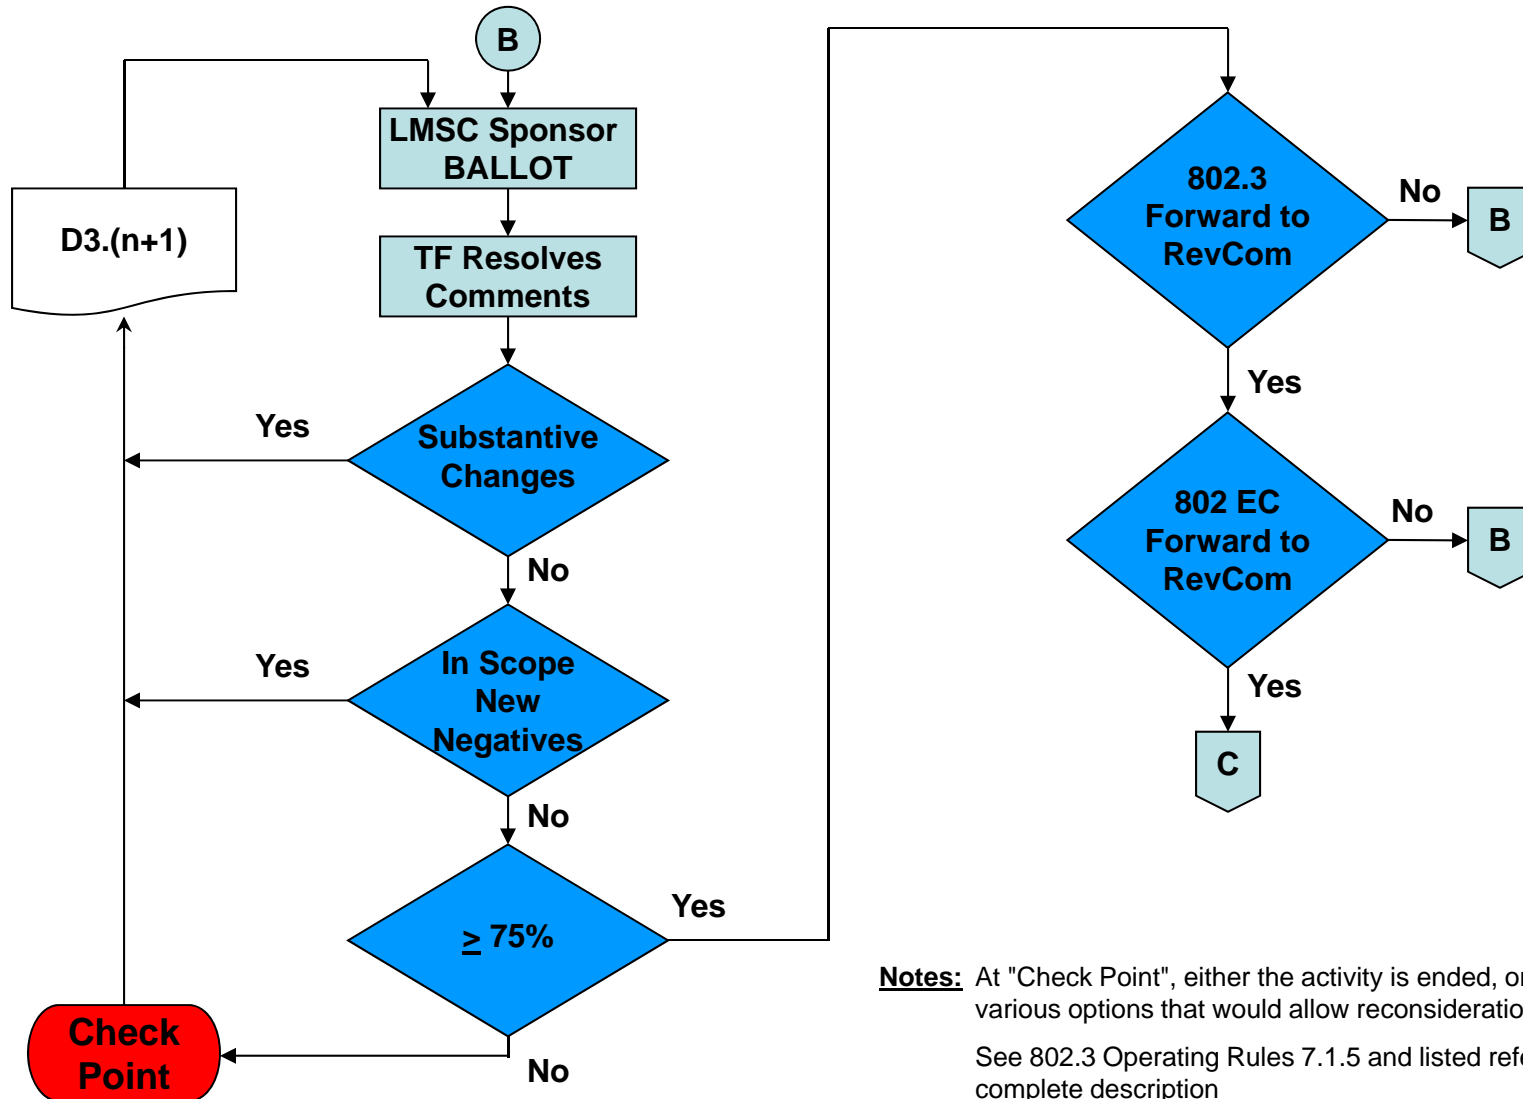 B
LMSC Sponsor
BALLOT
D3.(n+1)
TF Resolves
Comments
Yes
Substantive
Changes
No
Yes
In Scope
New
Negatives
No
≥ 75%
Yes
Check
Point
No
802.3
Forward to
RevCom
No
B
Yes
802 EC
Forward to
RevCom
No
B
Yes
C
Notes: At "Check Point", either the activity is ended, or
various options that would allow
See 802.3 Operating Rules 7.1.5 and listed
complete description